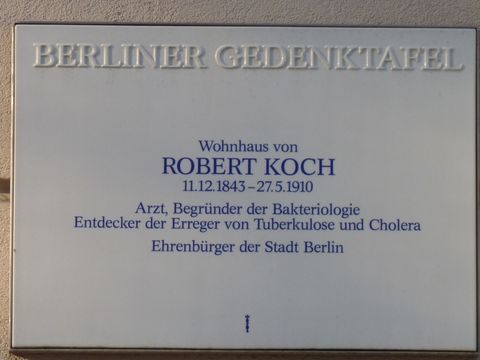 BERLINER GEDENKTAFEL
Wohnhaus von
ROBERT KOCH
11.12.1843–27.5.1910
Arzt, Begründer der Bakteriologie
Entdecker der Erreger von Tuberkulose und Cholera
Ehrenbürger der Stadt Berlin